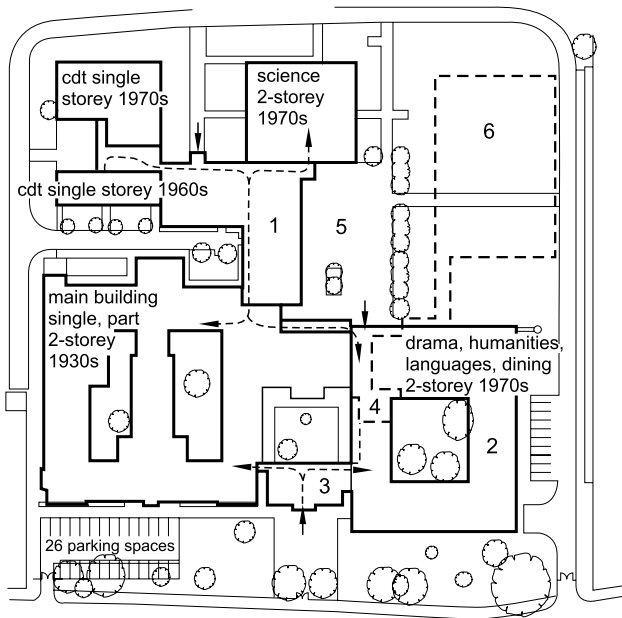 cdt single
storey 1970s
science
2-storey
1970s
6
cdt single storey 1960s
1
5
main building
single, part
2-storey
1930s
drama, humanities,
languages, dining
2-storey 1970s
4
2
3
26 parking spaces